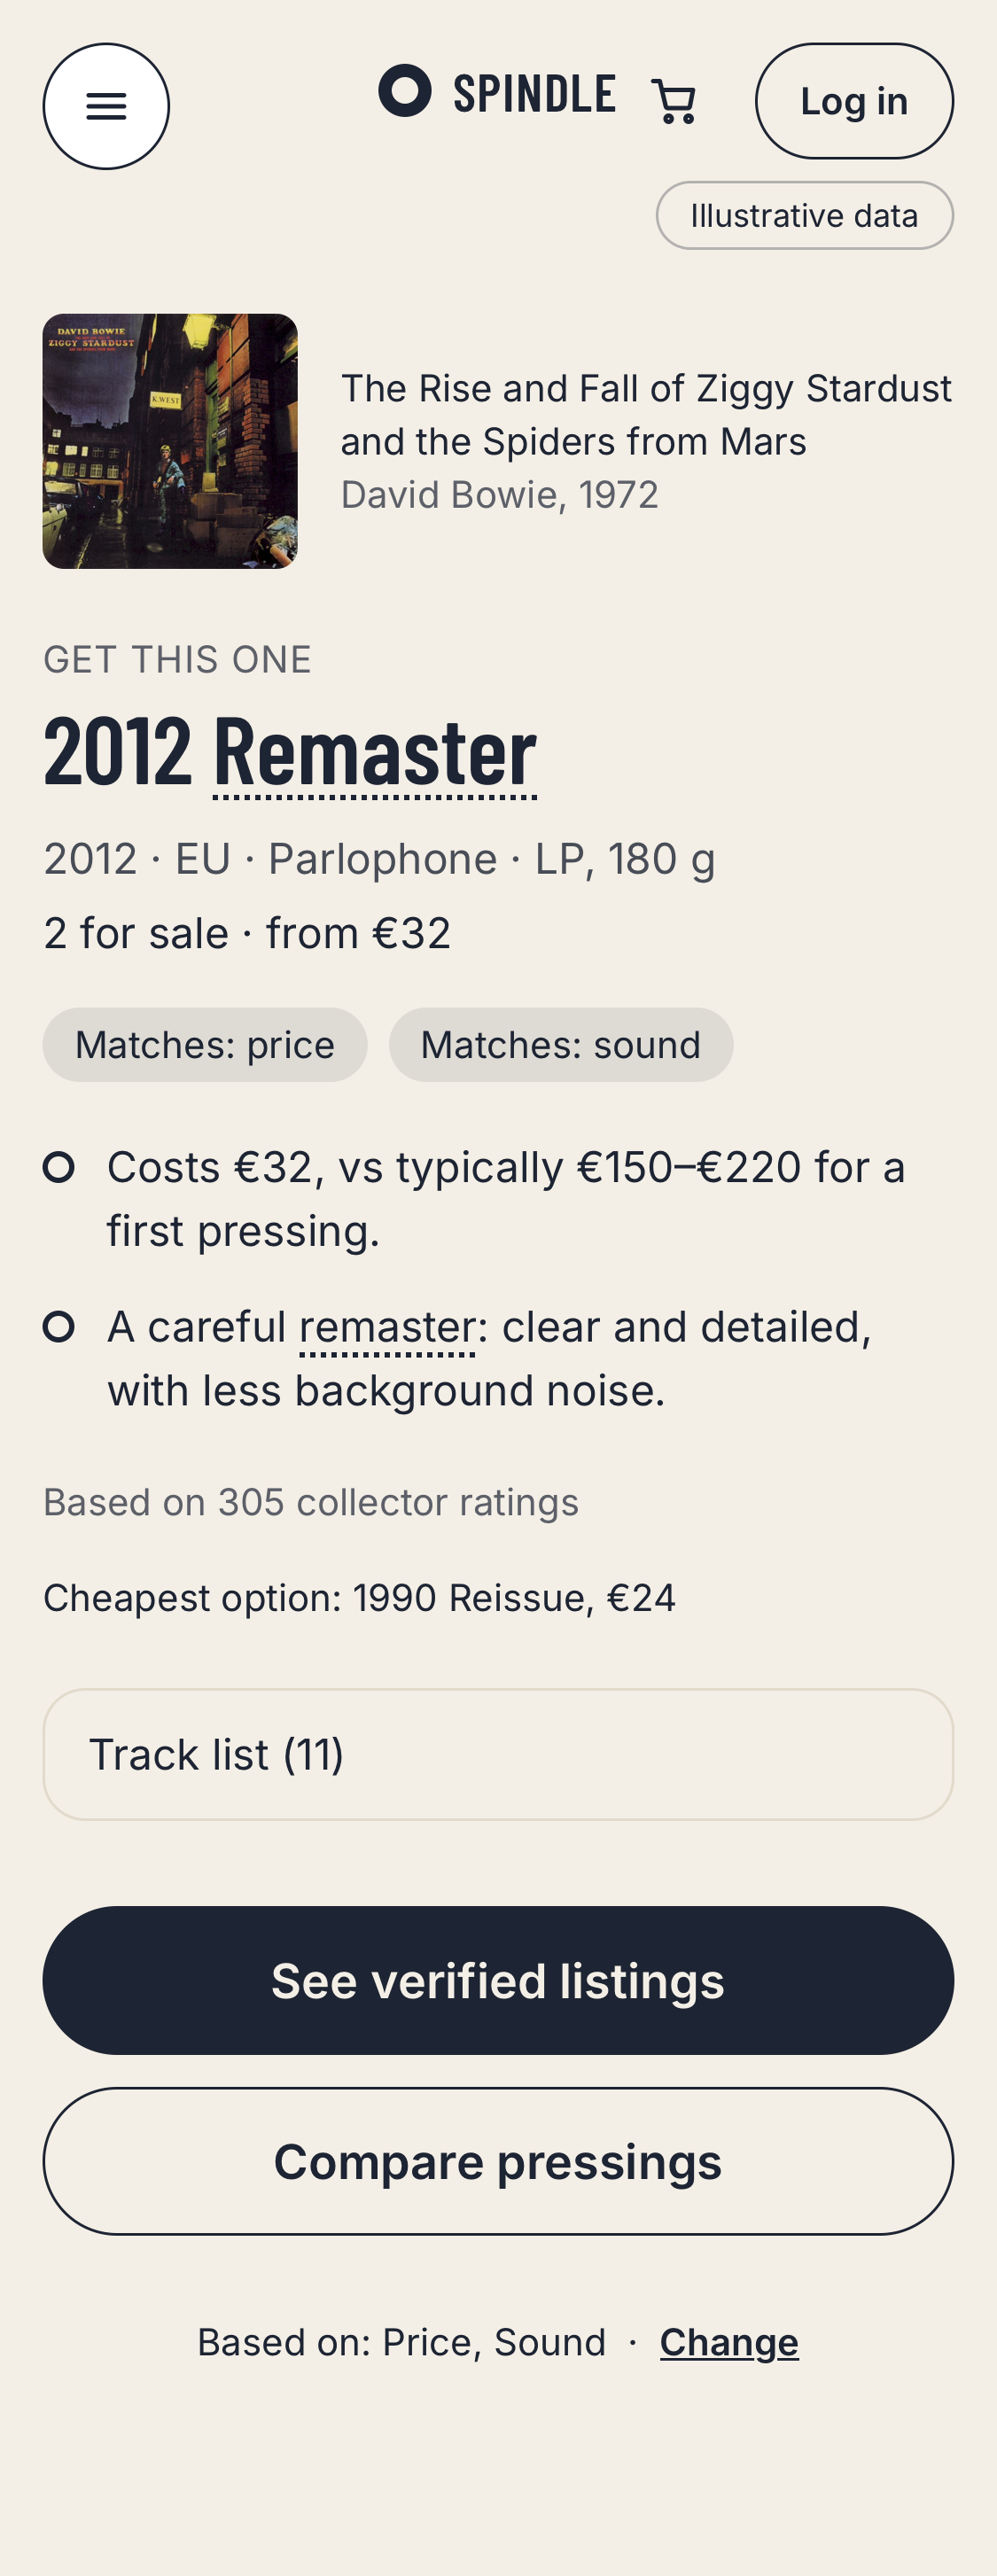 SPINDLE
Log in
Illustrative data
DAVID BOWIE
ZIGGY STARDUST
K.WEST
The Rise and Fall of Ziggy Stardust
and the Spiders from Mars
David Bowie, 1972
GET THIS ONE
2012 Remaster
2012 · EU · Parlophone · LP, 180 g
2 for sale · from €32
Matches: price
Matches: sound
Costs €32, vs typically €150–€220 for a
first pressing.
A careful remaster: clear and detailed,
with less background noise.
Based on 305 collector ratings
Cheapest option: 1990 Reissue, €24
Track list (11)
See verified listings
Compare pressings
Based on: Price, Sound · Change